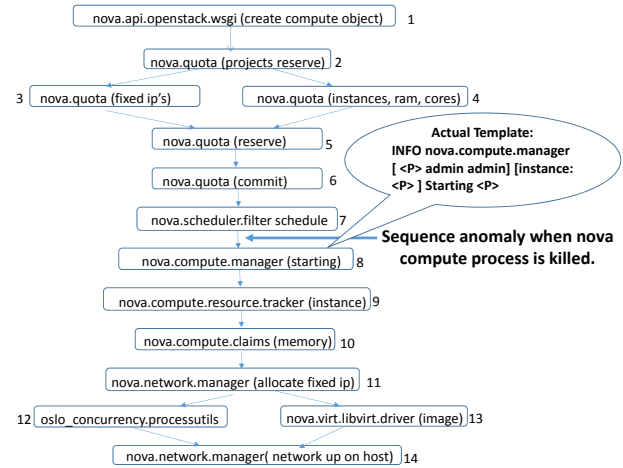 nova.api.openstack.wsgi (create compute object) 1
nova.quota (projects reserve) 2
3 nova.quota (fixed ip's)
nova.quota (instances, ram, cores) 4
nova.quota (reserve) 5
nova.quota (commit) 6
nova.scheduler.filter schedule 7
Actual Template:
INFO nova.compute.manager
[ <P> admin admin] [instance:
<P> ] Starting <P>
Sequence anomaly when nova
compute process is killed.
nova.compute.manager (starting) 8
nova.compute.resource.tracker (instance) 9
nova.compute.claims (memory) 10
nova.network.manager (allocate fixed ip) 11
12 oslo_concurrency.processutils
nova.virt.libvirt.driver (image) 13
nova.network.manager( network up on host) 14